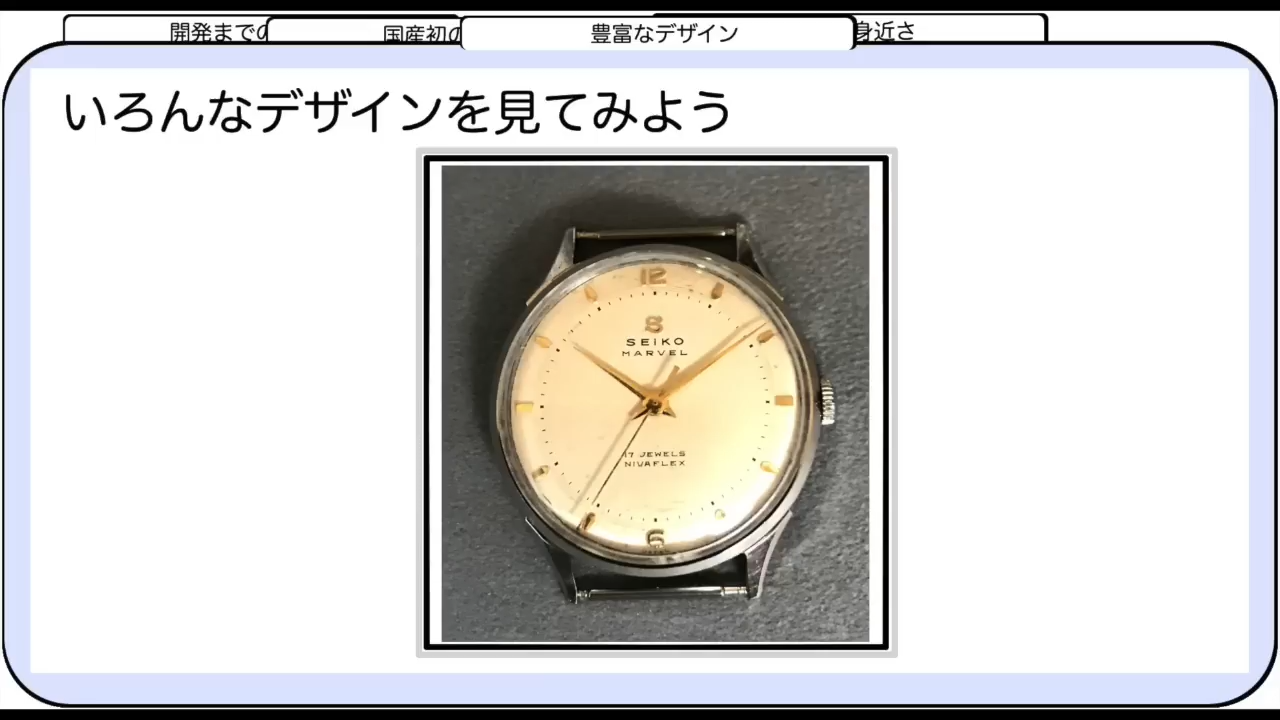 開発までの
国産初の
豊富なデザイン
身近さ
いろんなデザインを見てみよう
12
S
SEIKO
MARVEL
17 JEWELS
NIVAFLEX
6